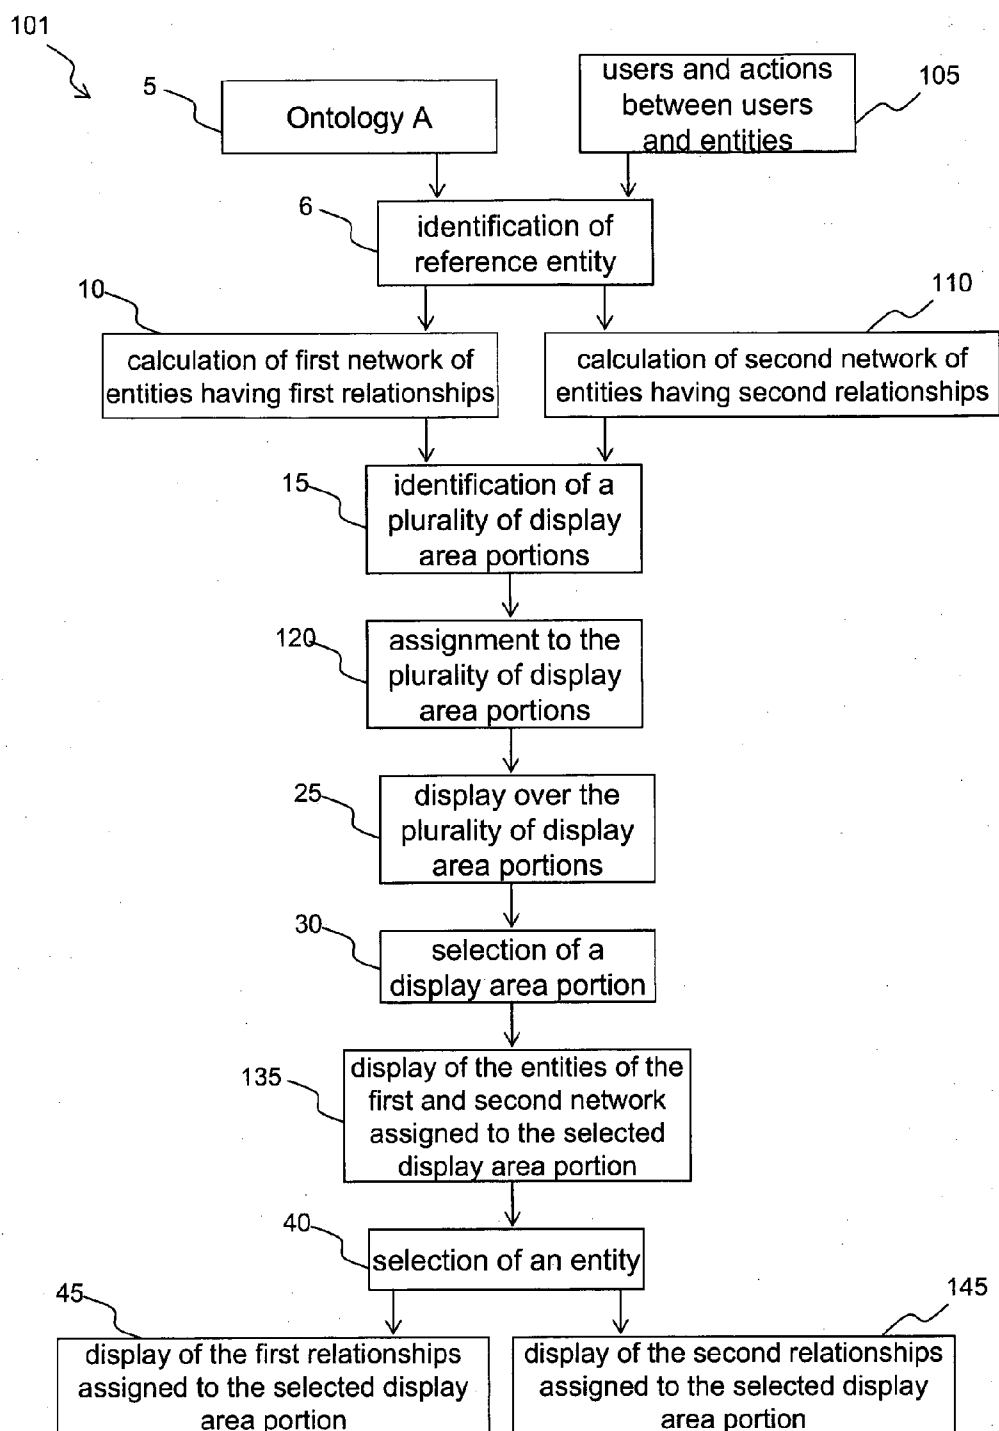 101
5
Ontology A
users and actions
between users
and entities
105
6
identification of
reference entity
10
calculation of first network of
entities having first relationships
110
calculation of second network of
entities having second relationships
15
identification of a
plurality of display
area portions
120
assignment to the
plurality of display
area portions
25
display over the
plurality of display
area portions
30
selection of a
display area portion
135
display of the entities of the
first and second network
assigned to the selected
display area portion
40
selection of an entity
45
display of the first relationships
assigned to the selected display
area portion
145
display of the second relationships
assigned to the selected display
area portion